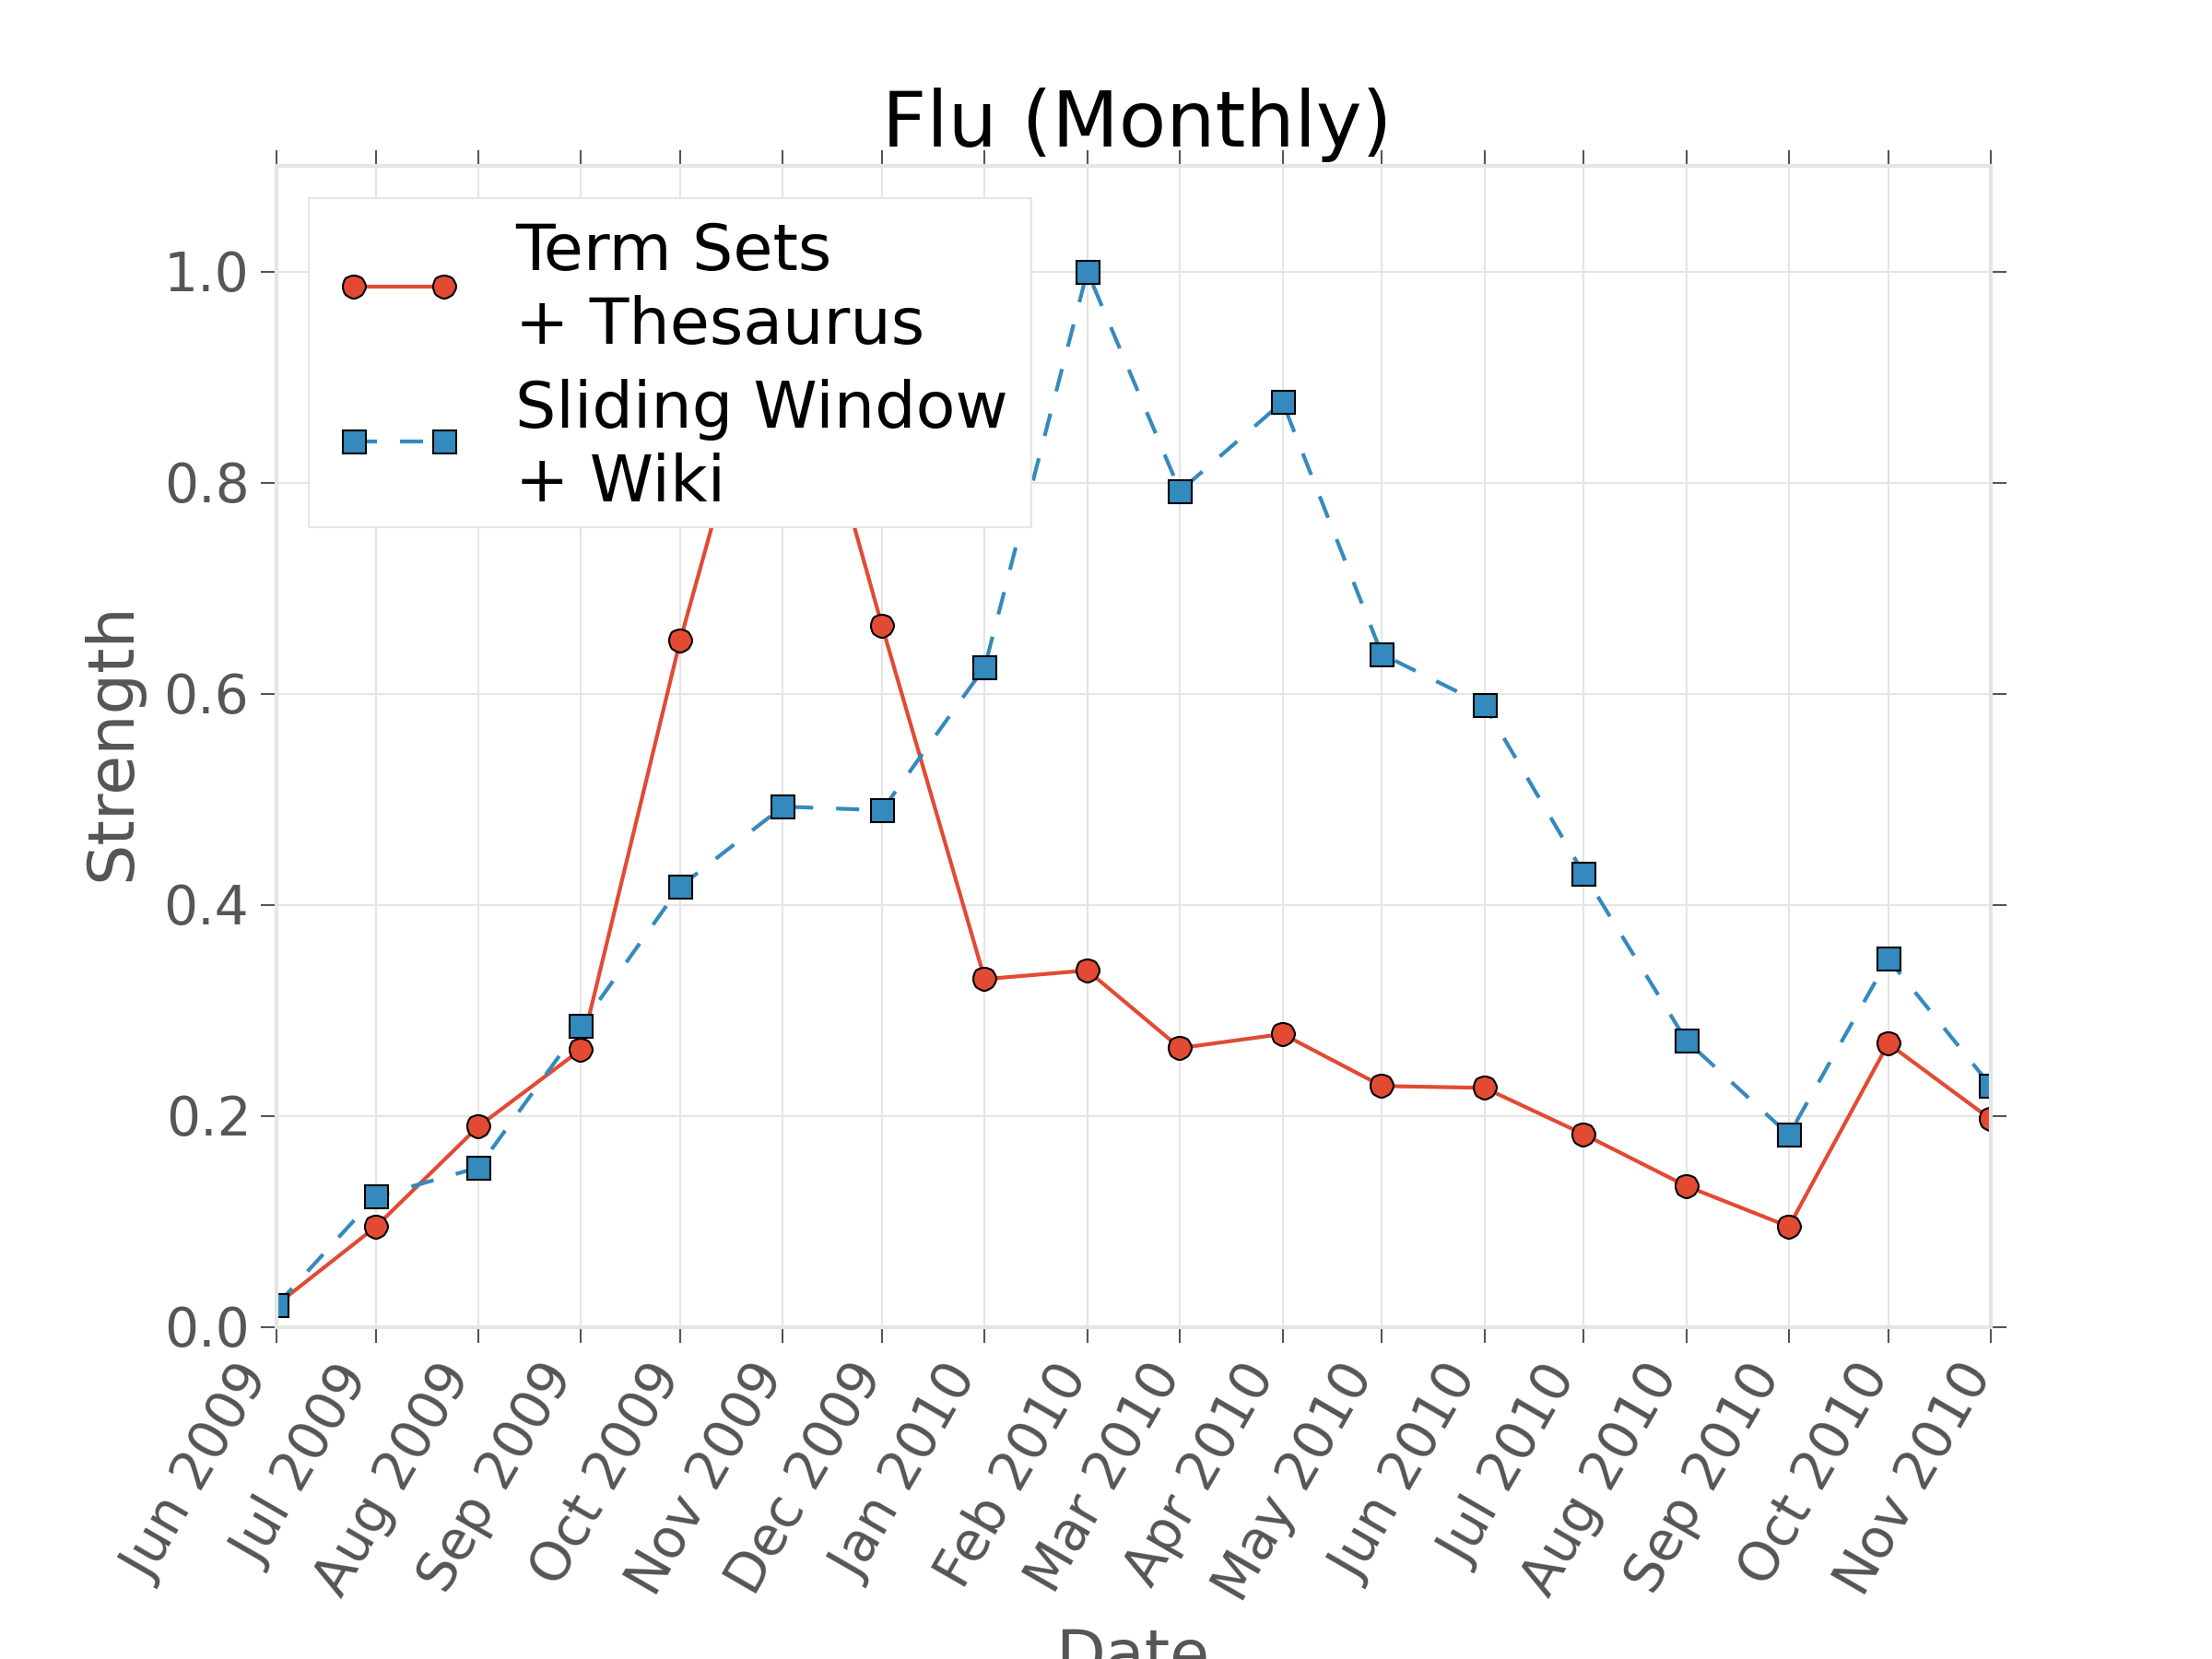 Flu (Monthly)
Term Sets
+ Thesaurus
Sliding Window
+ Wiki
1.0
0.8
0.6
0.4
0.2
0.0
Strength
Jun 2009
Jul 2009
Aug 2009
Sep 2009
Oct 2009
Nov 2009
Dec 2009
Jan 2010
Feb 2010
Mar 2010
Apr 2010
May 2010
Jun 2010
Jul 2010
Aug 2010
Sep 2010
Oct 2010
Nov 2010
Date